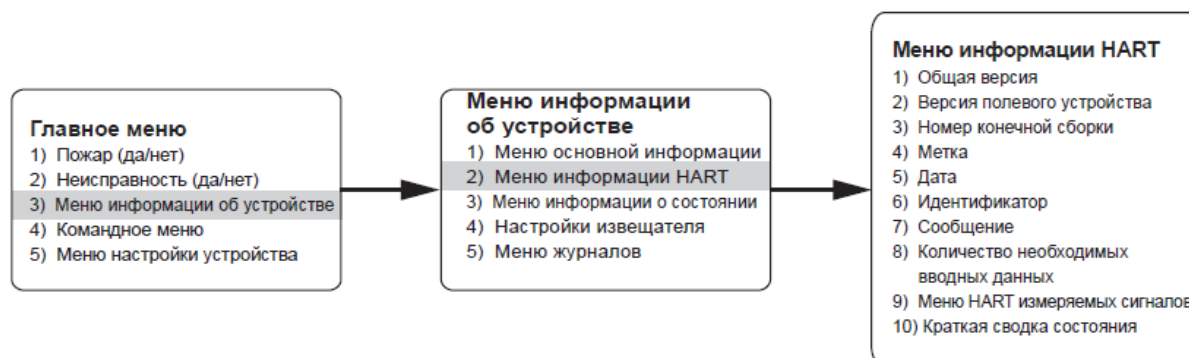 Главное меню
1) Пожар (да/нет)
2) Неисправность (да/нет)
3) Меню информации об устройстве
4) Командное меню
5) Меню настройки устройства
Меню информации
об устройстве
1) Меню основной информации
2) Меню информации HART
3) Меню информации о состоянии
4) Настройки извещателя
5) Меню журналов
Меню информации HART
1) Общая версия
2) Версия полевого устройства
3) Номер конечной сборки
4) Метка
5) Дата
6) Идентификатор
7) Сообщение
8) Количество необходимых
вводных данных
9) Меню HART измеряемых сигналов
10) Краткая сводка состояния